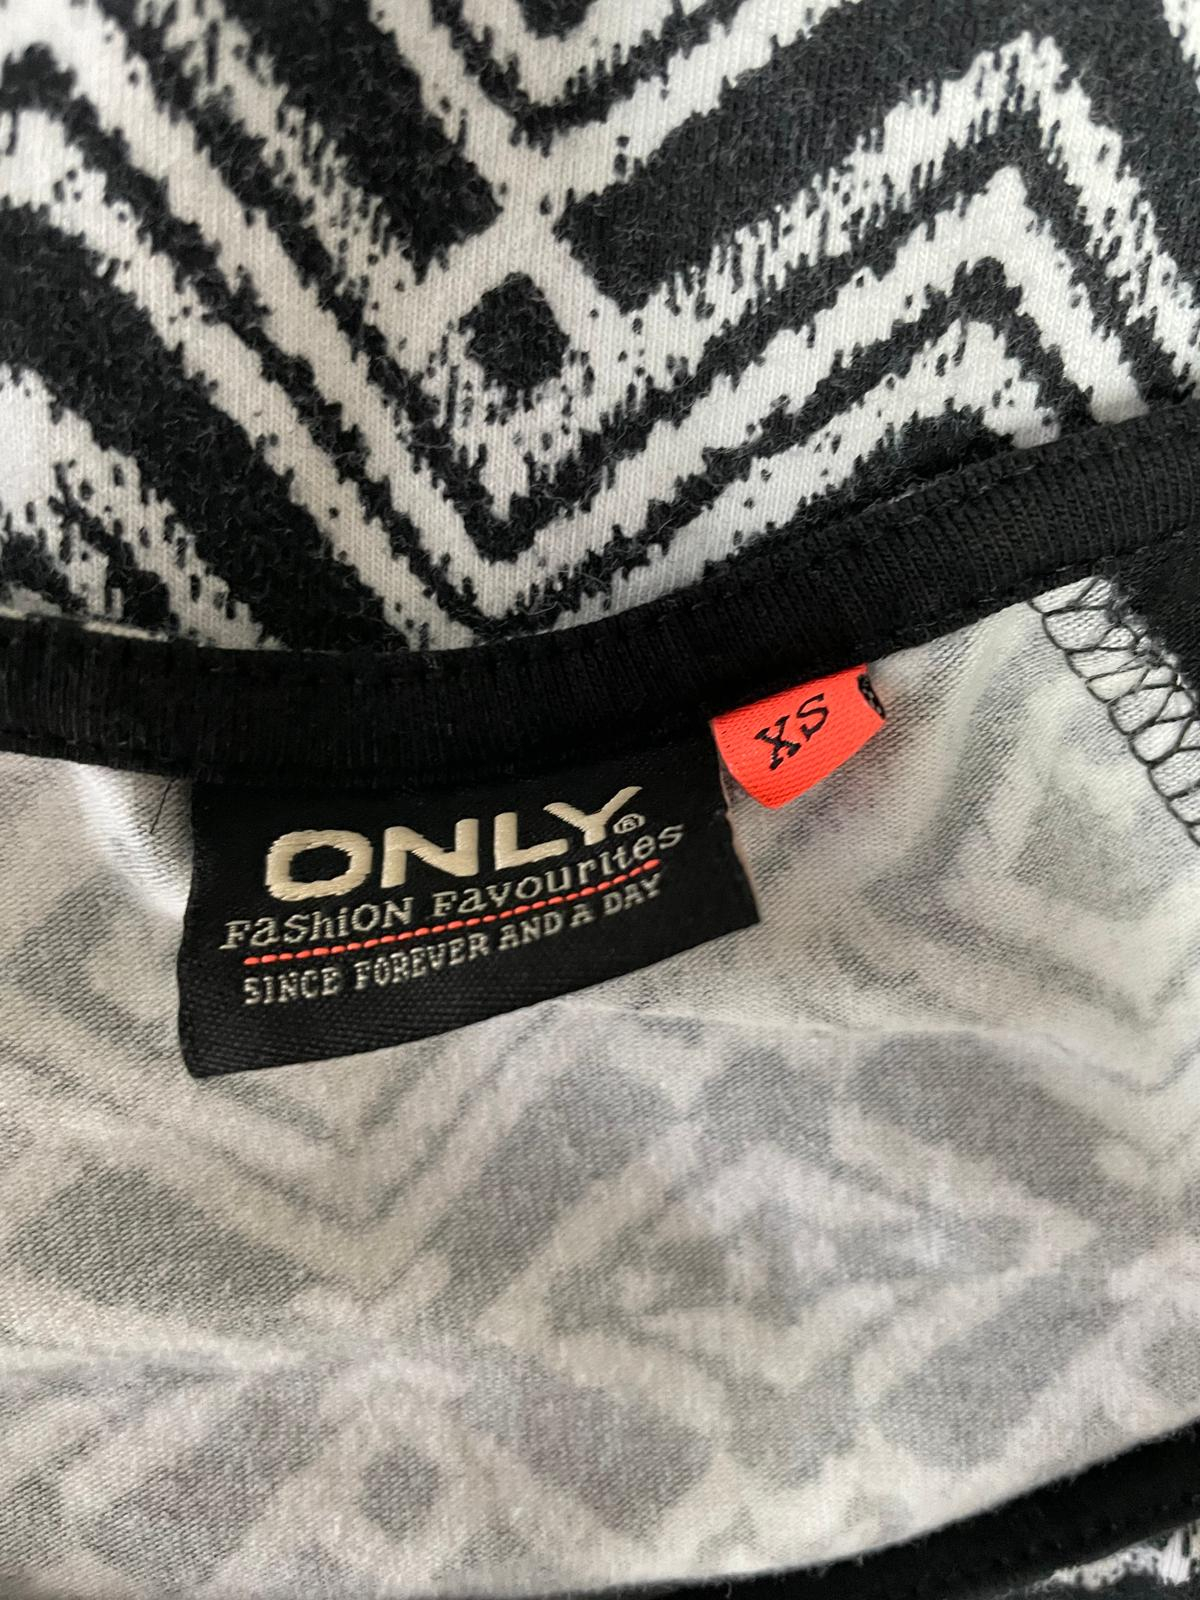 XS
ONLY®
Fashion Favourites
SINCE FOREVER AND A DAY